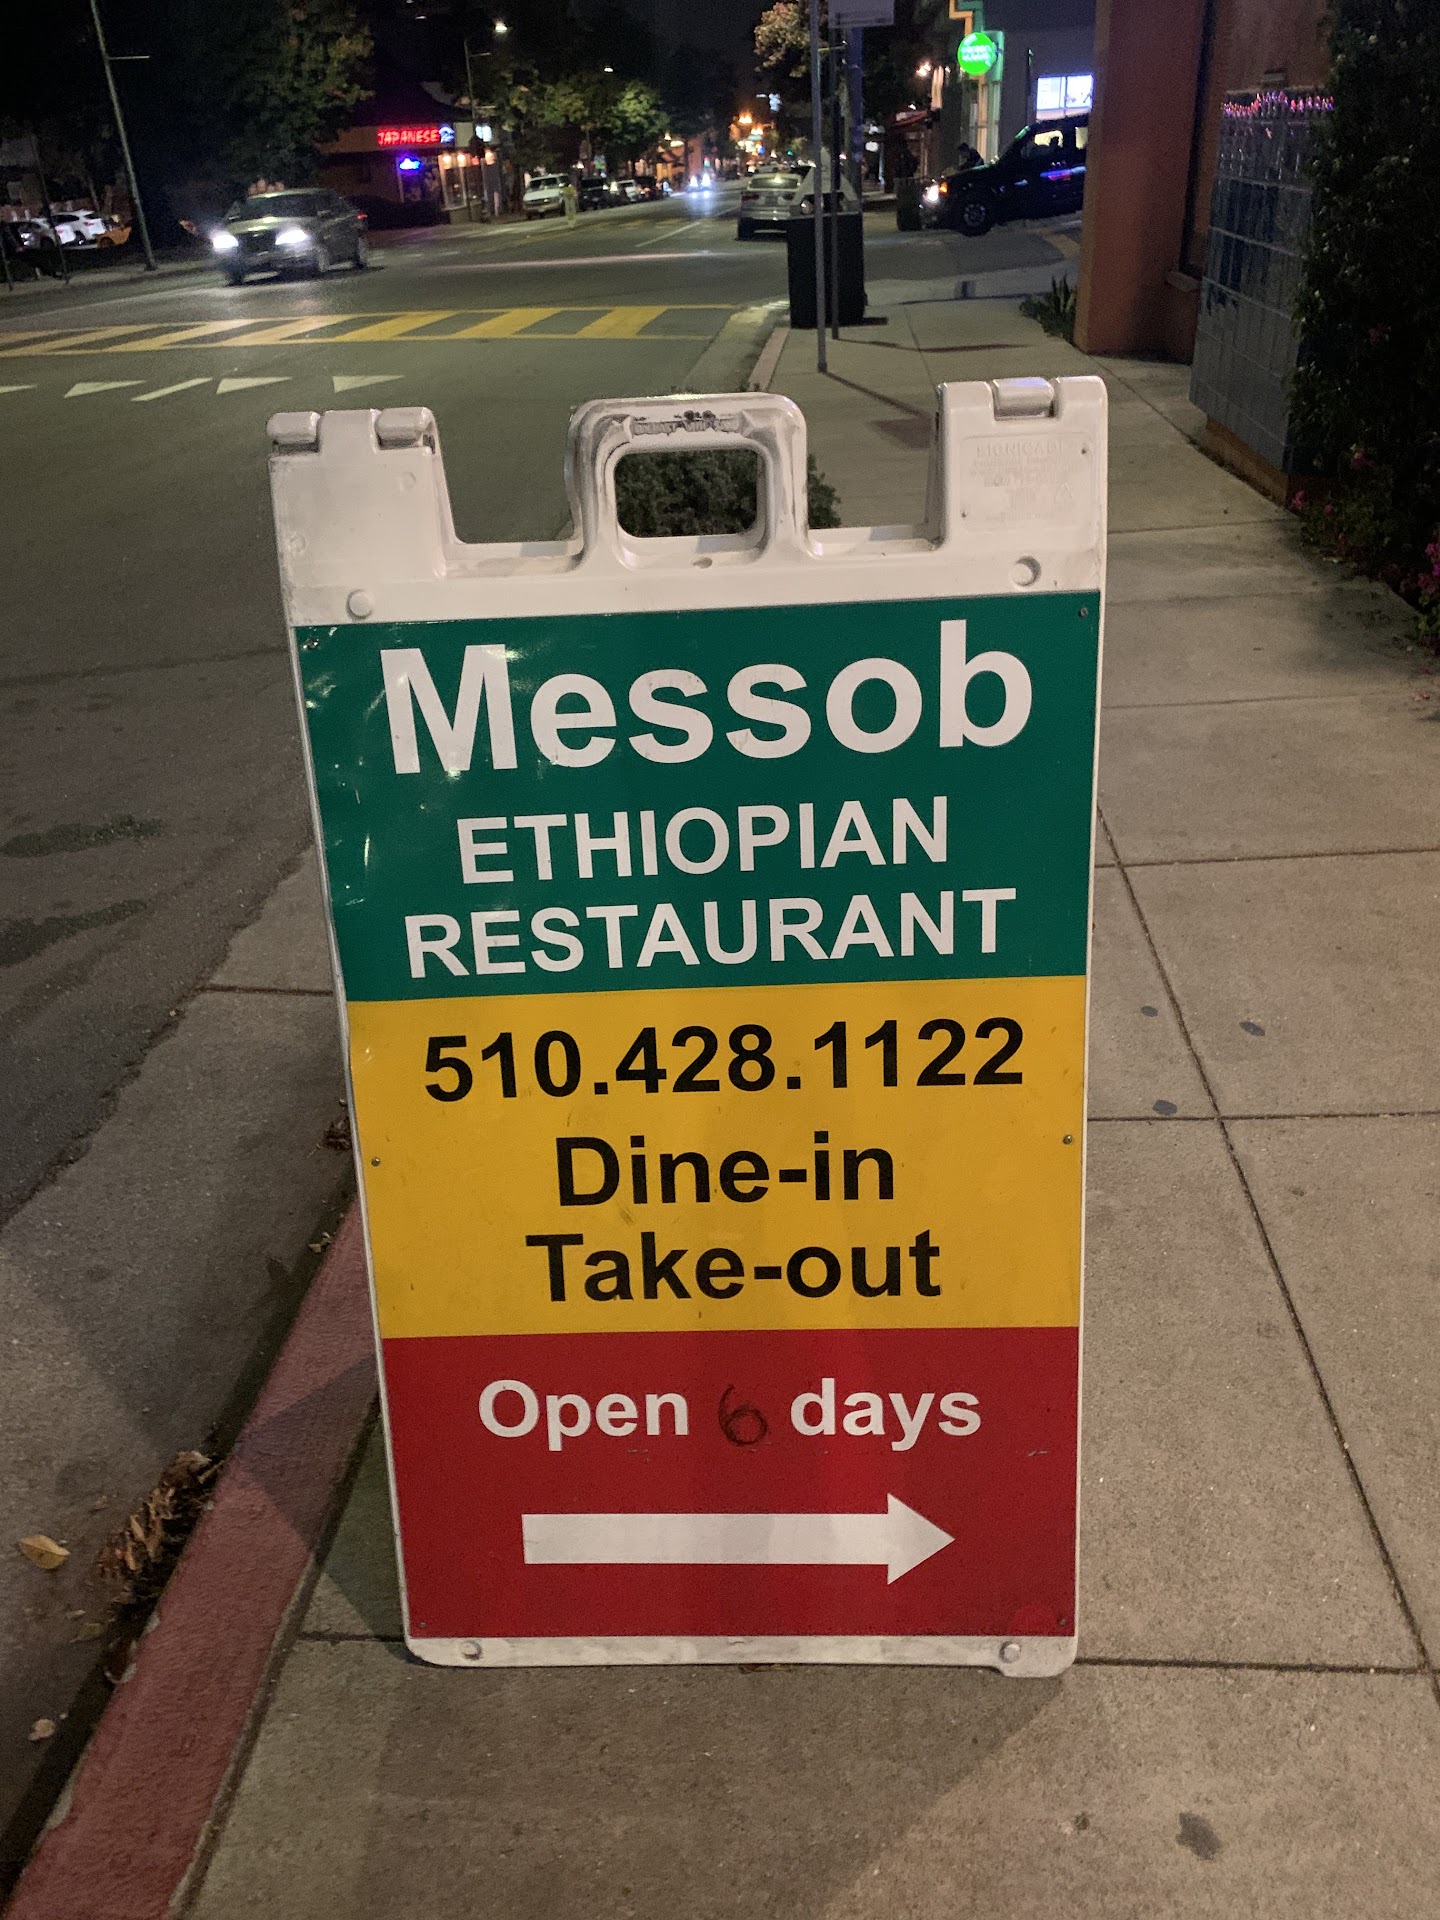 JAPANESE
Messob
ETHIOPIAN
RESTAURANT
510.428.1122
Dine-in
Take-out
Open 6 days